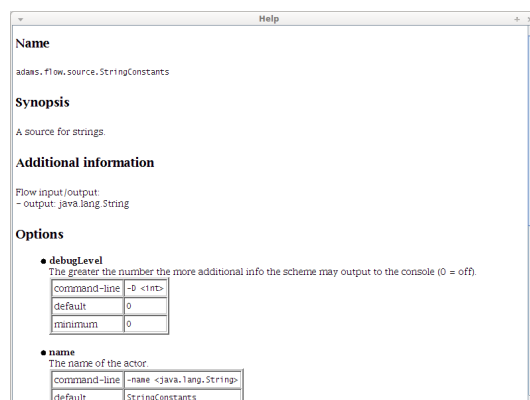 Help
Name
adams.flow.source.StringConstants
Synopsis
A source for strings.
Additional information
Flow input/output:
- output: java.lang.String
Options
debugLevel
The greater the number the more additional info the scheme may output to the console (0 = off).
command-line -D <int>
default 0
minimum 0
name
The name of the actor.
command-line -name <java.lang.String>
default StringConstants